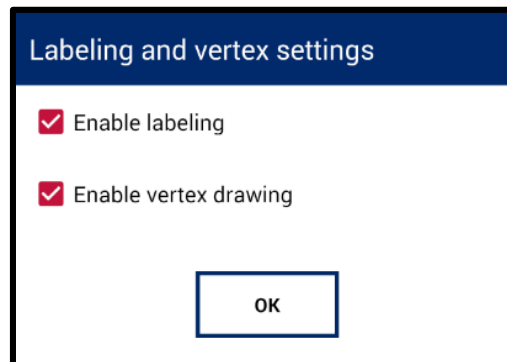 Labeling and vertex settings
Enable labeling
Enable vertex drawing
OK